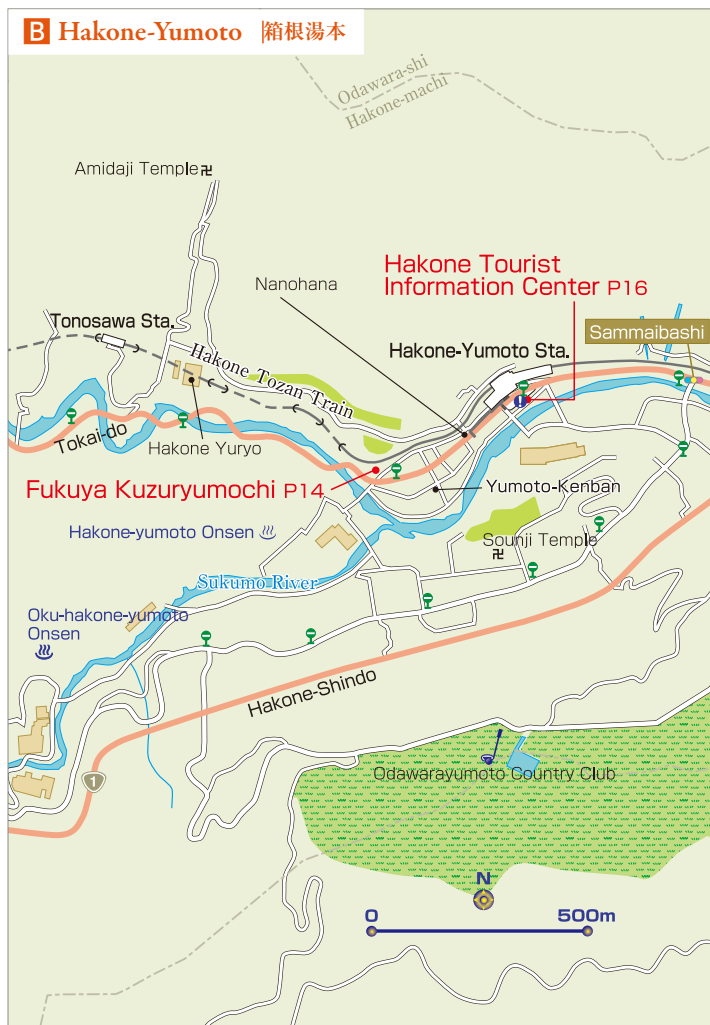 B Hakone-Yumoto 箱根湯本
Odawara-shi
Hakone-machi
Amidaji Temple
Nanohana
Hakone Tourist
Information Center P16
Tonosawa Sta.
Hakone-Yumoto Sta.
Sammaibashi
Hakone Tozan Train
Tokai-do
Hakone Yuryo
Fukuya Kuzuryumochi P14
Yumoto-Kenban
Hakone-yumoto Onsen
Sounji Temple
Sukumo River
Oku-hakone-yumoto
Onsen
Hakone-Shindo
1
Odawarayumoto Country Club
N
0 500m